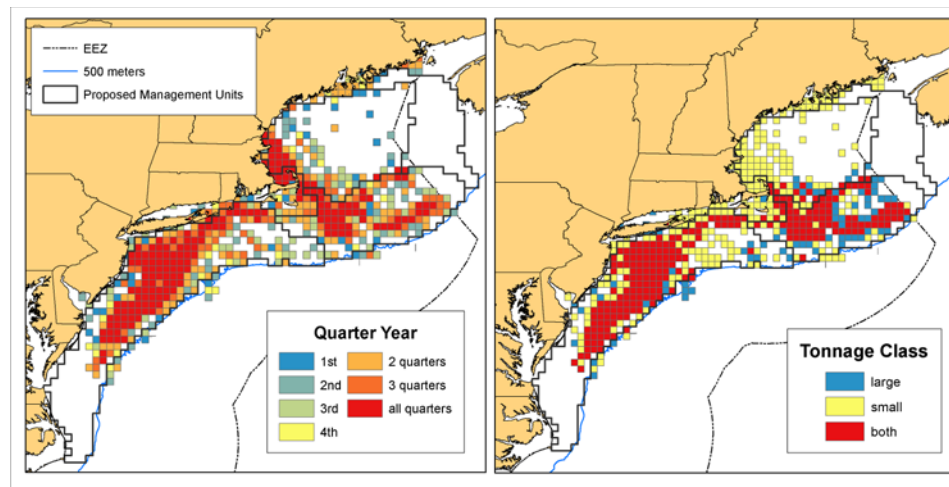 EEZ
500 meters
Proposed Management Units
Quarter Year
1st 2 quarters
2nd 3 quarters
3rd all quarters
4th
Tonnage Class
large
small
both